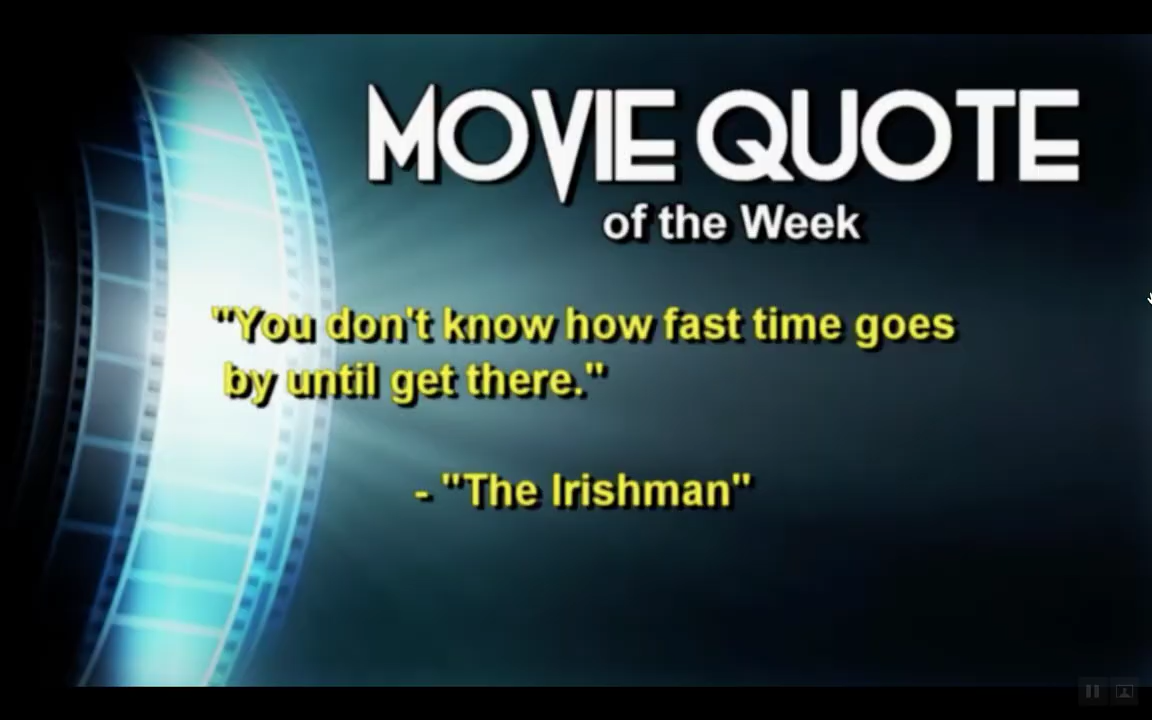 MOVIE QUOTE
of the Week
"You don't know how fast time goes
by until get there."
- "The Irishman"